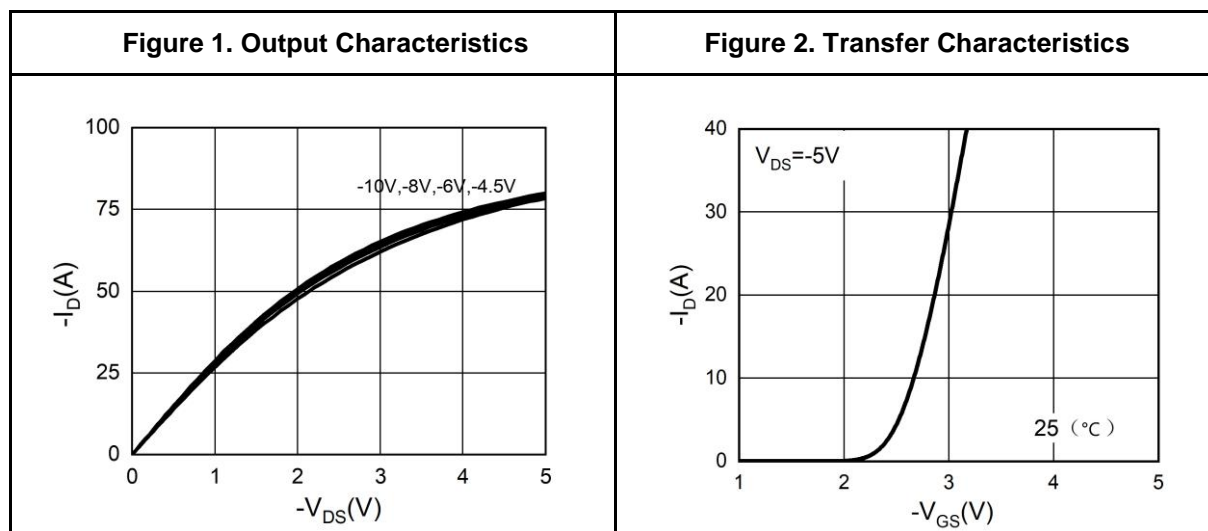 Figure 1. Output Characteristics
100
75
50
25
0
0 1 2 3 4 5
-I_D(A)
-10V,-8V,-6V,-4.5V
-V_DS(V)
Figure 2. Transfer Characteristics
40
30
20
10
0
1 2 3 4 5
-I_D(A)
V_DS=-5V
25（℃）
-V_GS(V)